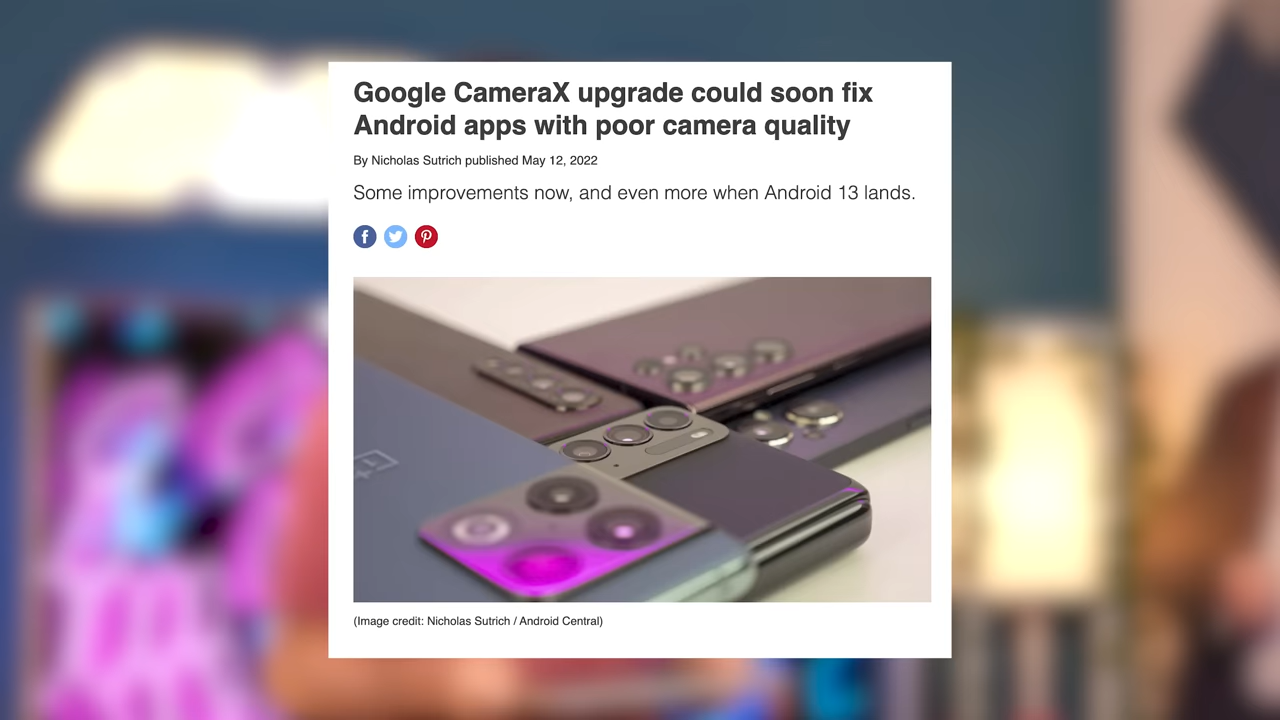 Google CameraX upgrade could soon fix
Android apps with poor camera quality
By Nicholas Sutrich published May 12, 2022
Some improvements now, and even more when Android 13 lands.
(Image credit: Nicholas Sutrich / Android Central)